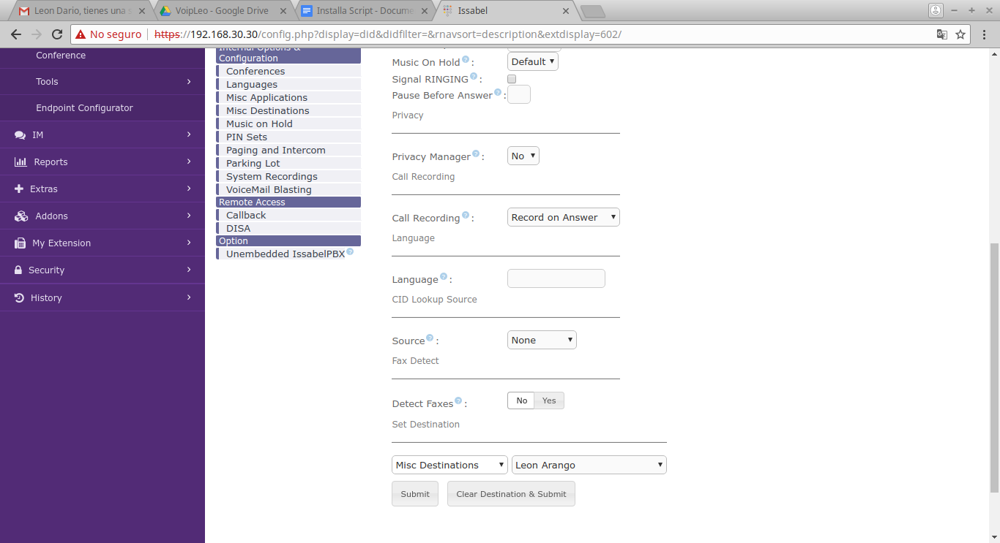 Leon Dario, tienes una s
VoipLeo - Google Drive
Installa Script - Docume
Issabel
No seguro
https://192.168.30.30/config.php?display=did&didfilter=&rnavsort=description&extdisplay=602/
Conference
Tools
Endpoint Configurator
IM
Reports
Extras
Addons
My Extension
Security
History
Internal Options &
Configuration
Conferences
Languages
Misc Applications
Misc Destinations
Music on Hold
PIN Sets
Paging and Intercom
Parking Lot
System Recordings
VoiceMail Blasting
Remote Access
Callback
DISA
Option
Unembedded IssabelPBX ?
Music On Hold ? : Default
Signal RINGING ? :
Pause Before Answer ? :
Privacy
Privacy Manager ? : No
Call Recording
Call Recording ? : Record on Answer
Language
Language ? :
CID Lookup Source
Source ? : None
Fax Detect
Detect Faxes ? : No Yes
Set Destination
Misc Destinations Leon Arango
Submit Clear Destination & Submit